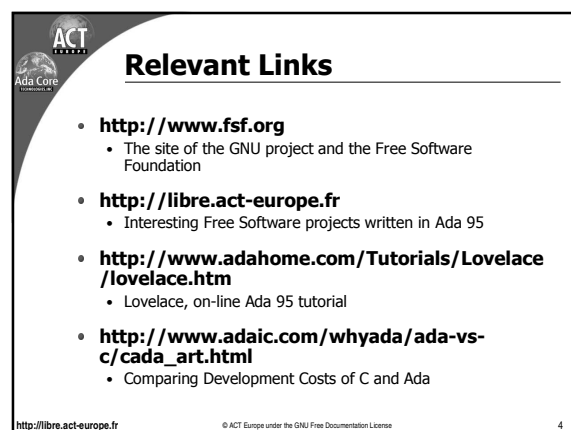 ACT
EUROPE
Ada Core
TECHNOLOGIES, INC
Relevant Links
• http://www.fsf.org
• The site of the GNU project and the Free Software
Foundation
• http://libre.act-europe.fr
• Interesting Free Software projects written in Ada 95
• http://www.adahome.com/Tutorials/Lovelace
/lovelace.htm
• Lovelace, on-line Ada 95 tutorial
• http://www.adaic.com/whyada/ada-vs-
c/cada_art.html
• Comparing Development Costs of C and Ada
http://libre.act-europe.fr
© ACT Europe under the GNU Free Documentation License
4